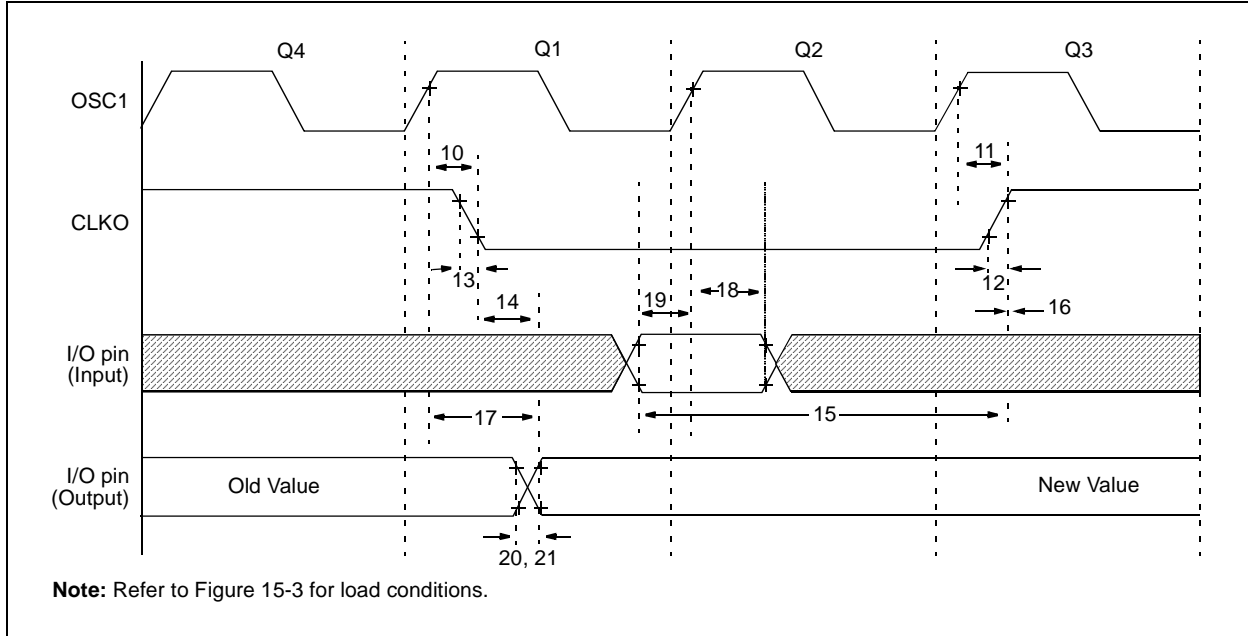 Q4 Q1 Q2 Q3
OSC1
10 11
CLKO
13 12
14 19 18 16
I/O pin
(Input)
17 15
I/O pin
(Output)
Old Value New Value
20, 21
Note: Refer to Figure 15-3 for load conditions.